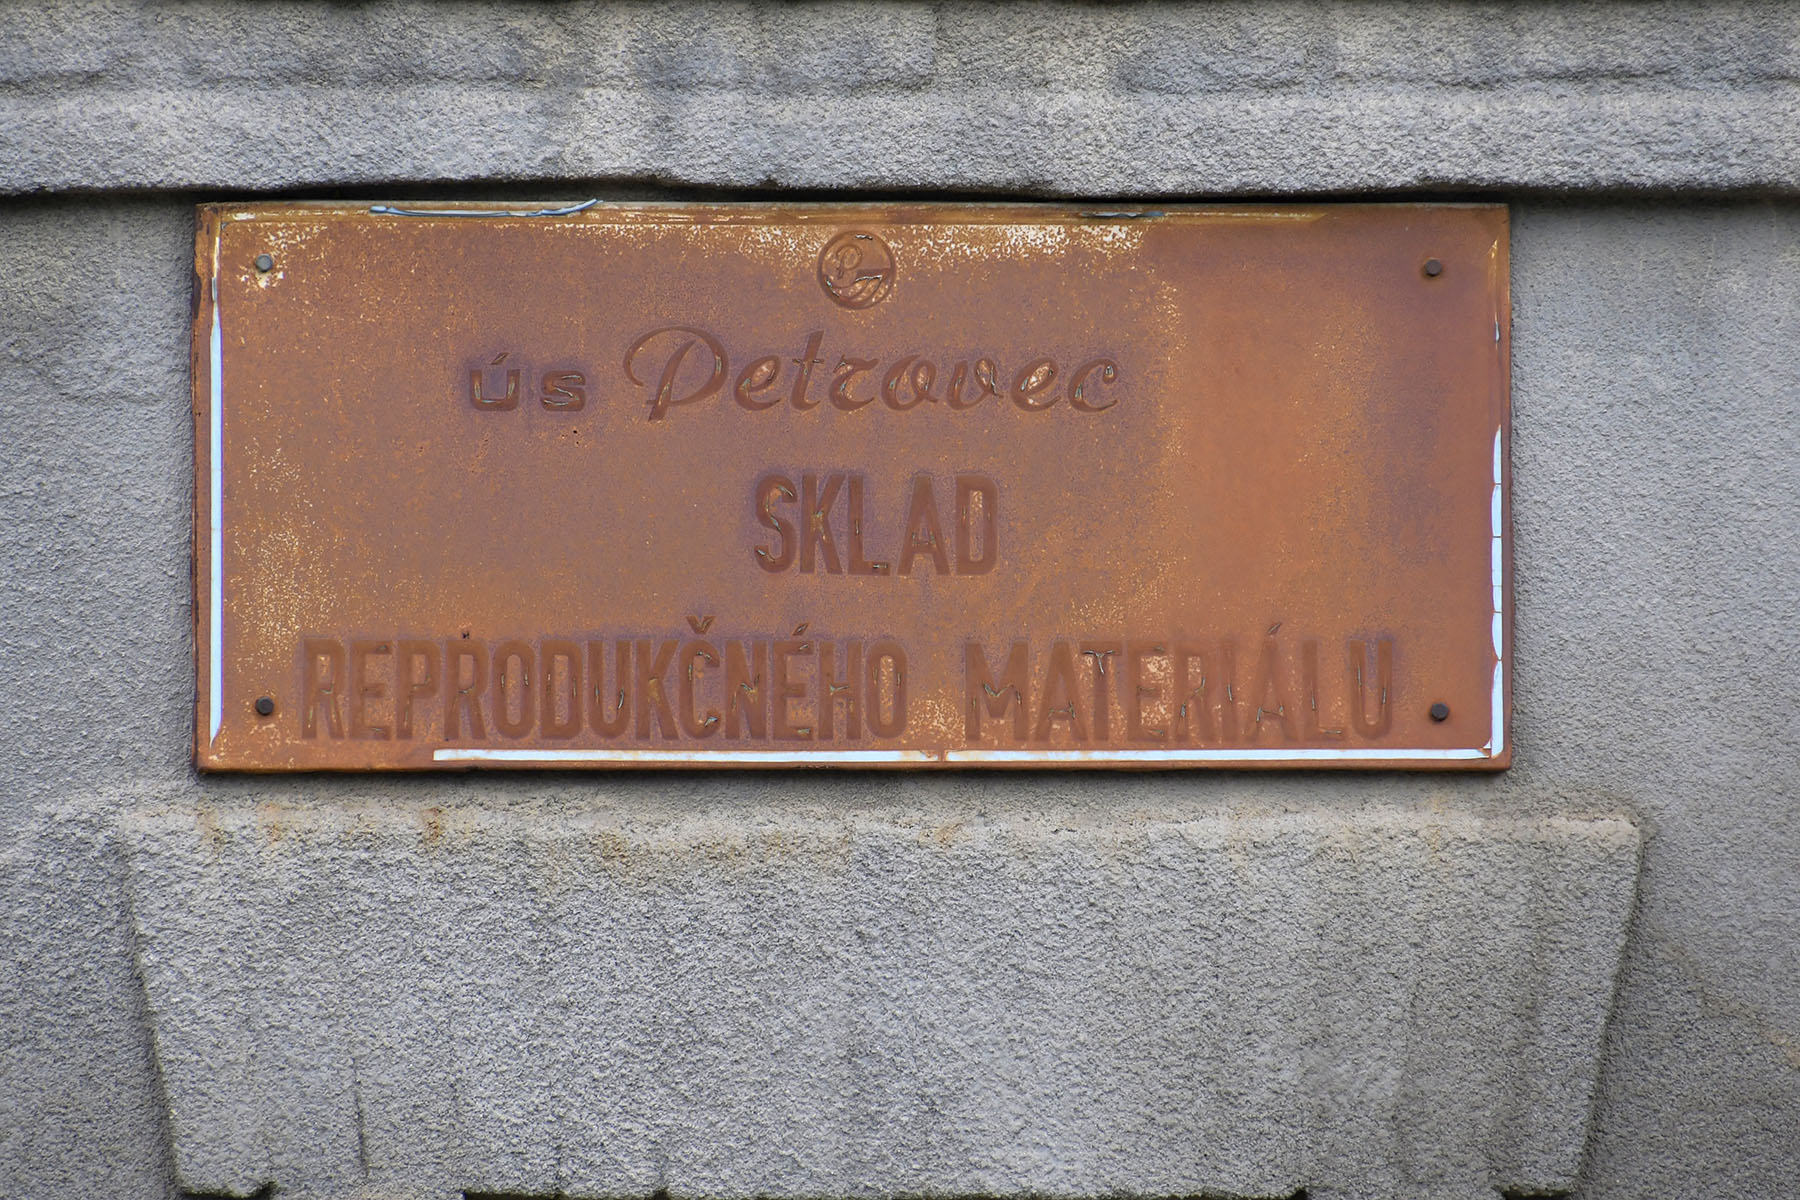 P
ús Petrovec
SKLAD
REPRODUKČNÉHO MATERIÁLU